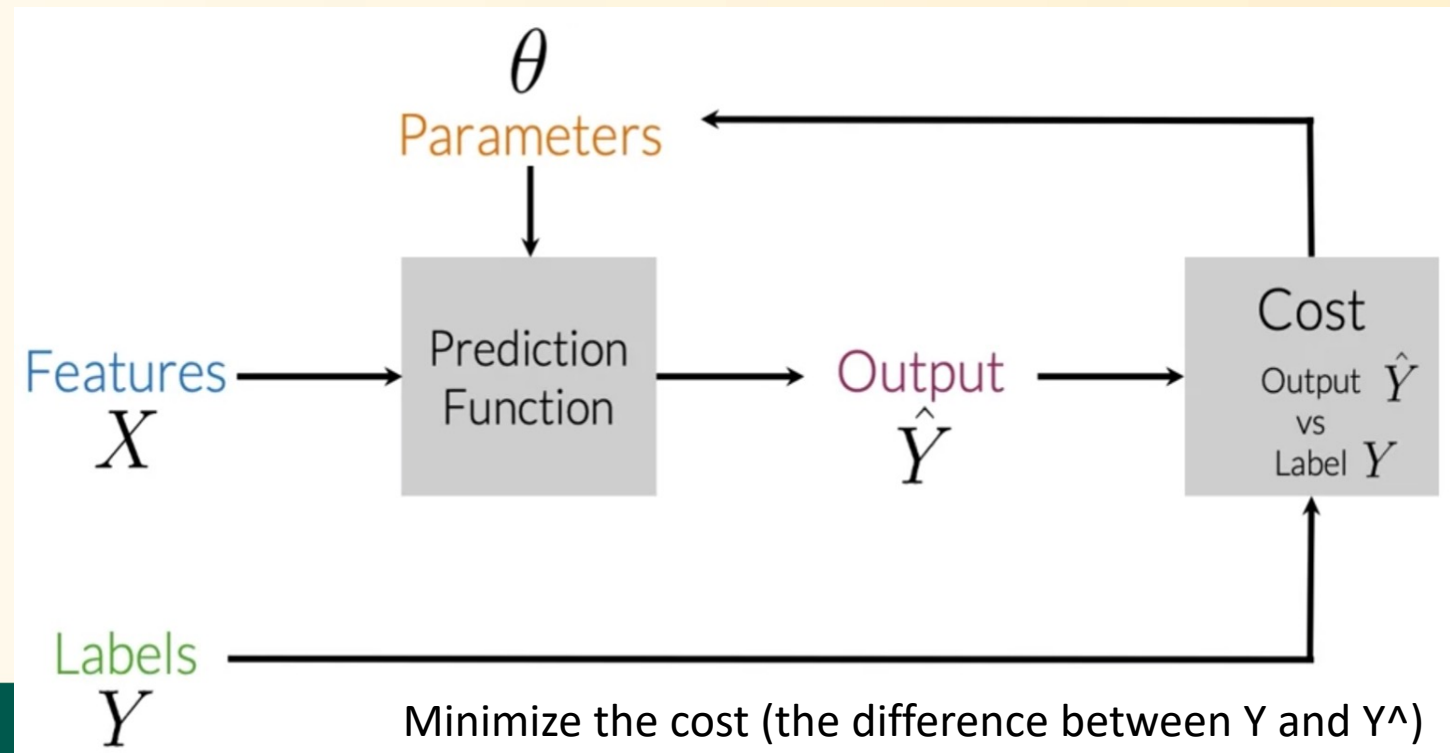 θ
Parameters
Features
X
Prediction
Function
Output
Ŷ
Cost
Output Ŷ
vs
Label Y
Labels
Y
Minimize the cost (the difference between Y and Y^)